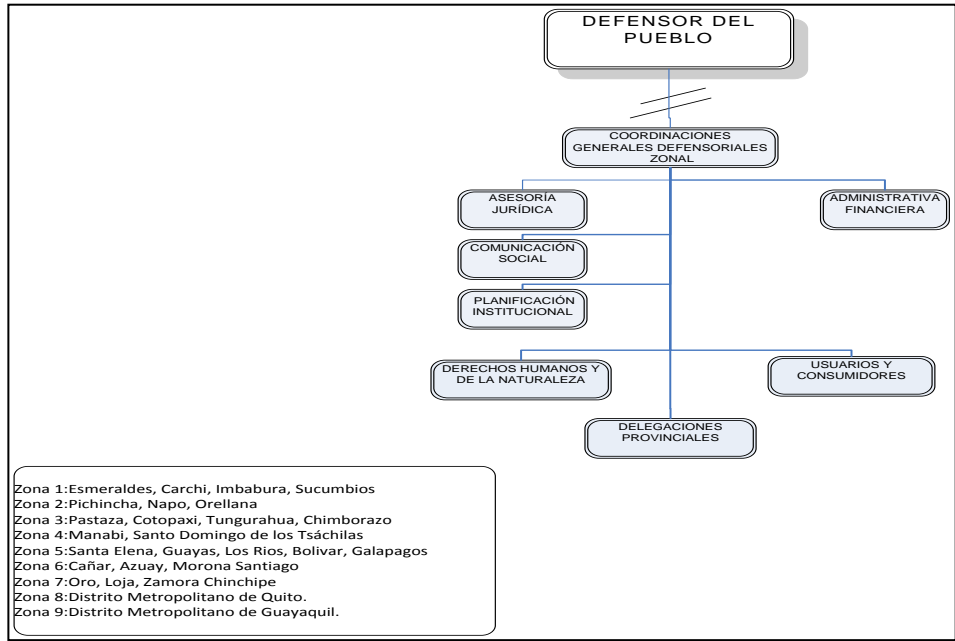 DEFENSOR DEL
PUEBLO
COORDINACIONES
GENERALES DEFENSORIALES
ZONAL
ASESORÍA
JURÍDICA
ADMINISTRATIVA
FINANCIERA
COMUNICACIÓN
SOCIAL
PLANIFICACIÓN
INSTITUCIONAL
DERECHOS HUMANOS Y
DE LA NATURALEZA
USUARIOS Y
CONSUMIDORES
DELEGACIONES
PROVINCIALES
Zona 1:Esmeraldes, Carchi, Imbabura, Sucumbios
Zona 2:Pichincha, Napo, Orellana
Zona 3:Pastaza, Cotopaxi, Tungurahua, Chimborazo
Zona 4:Manabi, Santo Domingo de los Tsáchilas
Zona 5:Santa Elena, Guayas, Los Rios, Bolivar, Galapagos
Zona 6:Cañar, Azuay, Morona Santiago
Zona 7:Oro, Loja, Zamora Chinchipe
Zona 8:Distrito Metropolitano de Quito.
Zona 9:Distrito Metropolitano de Guayaquil.